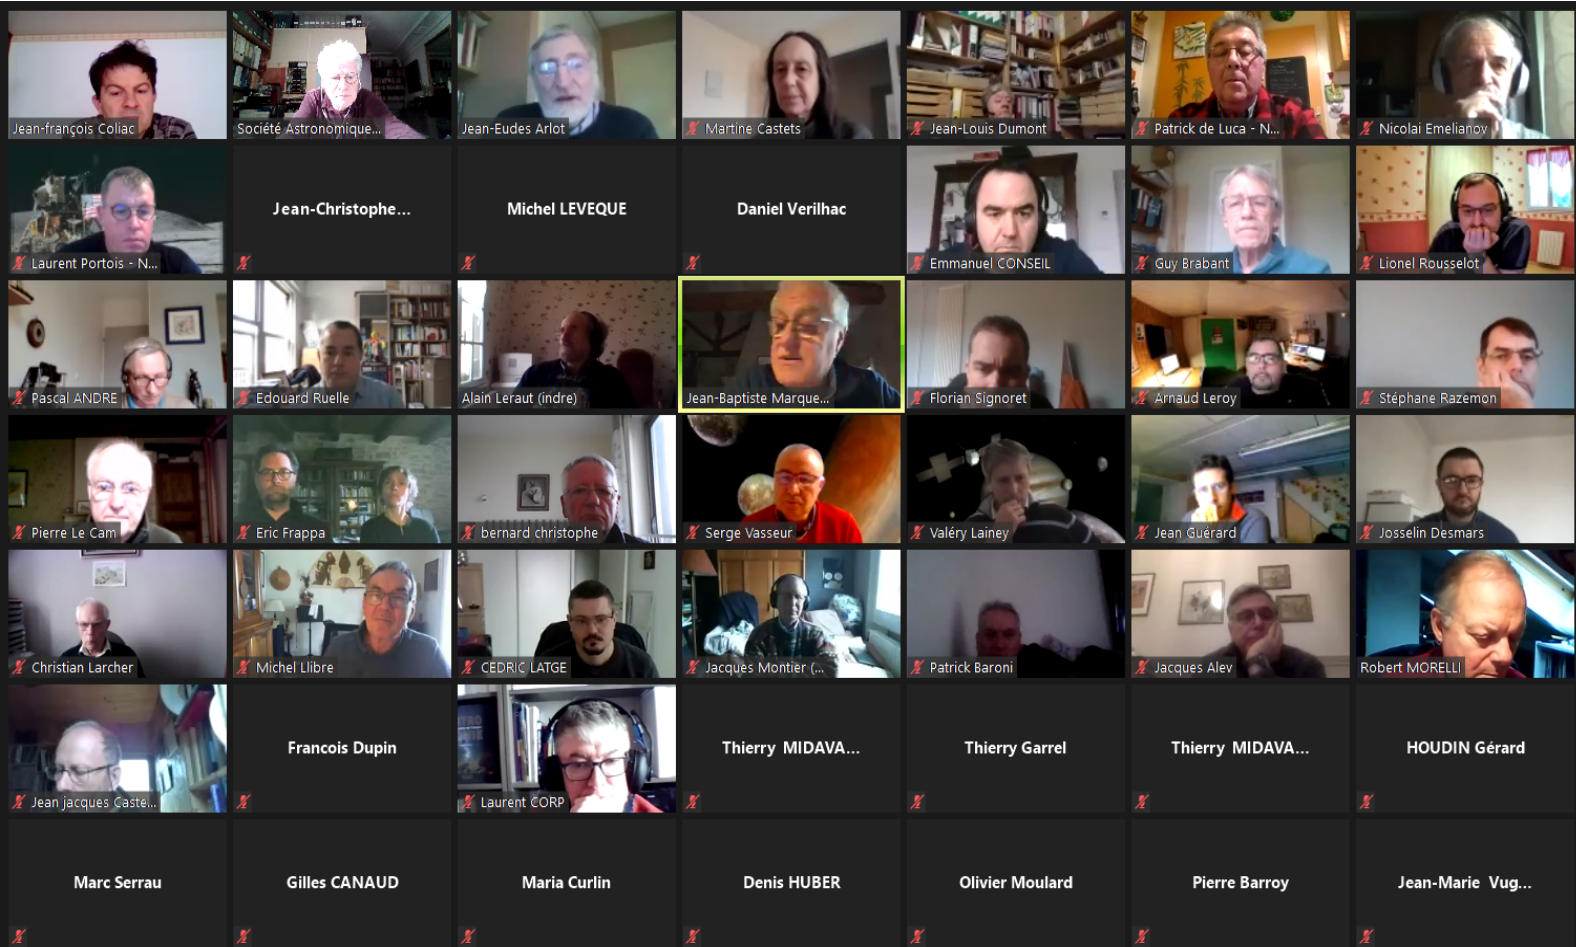 Jean-françois Coliac
Société Astronomique...
Jean-Eudes Arlot
Martine Castets
Jean-Louis Dumont
Patrick de Luca - N...
Nicolai Emelianov
Laurent Portois - N...
Jean-Christophe...
Michel LEVEQUE
Daniel Verilhac
Emmanuel CONSEIL
Guy Brabant
Lionel Rousselot
Pascal ANDRE
Edouard Ruelle
Alain Leraut (indre)
Jean-Baptiste Marque...
Florian Signoret
Arnaud Leroy
Stéphane Razemon
Pierre Le Cam
Eric Frappa
bernard christophe
Serge Vasseur
Valéry Lainey
Jean Guérard
Josselin Desmars
Christian Larcher
Michel Llibre
CEDRIC LATGE
Jacques Montier (...
Patrick Baroni
Jacques Alev
Robert MORELLI
Jean jacques Caste...
Francois Dupin
Laurent CORP
Thierry MIDAVA...
Thierry Garrel
Thierry MIDAVA...
HOUDIN Gérard
Marc Serrau
Gilles CANAUD
Maria Curlin
Denis HUBER
Olivier Moulard
Pierre Barroy
Jean-Marie Vug...